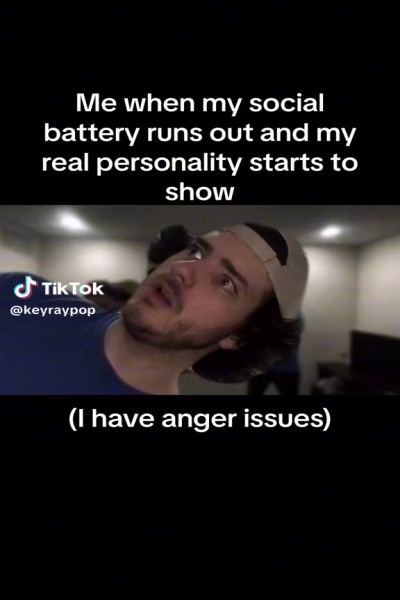 Me when my social
battery runs out and my
real personality starts to
show
TikTok
@keyraypop
(I have anger issues)